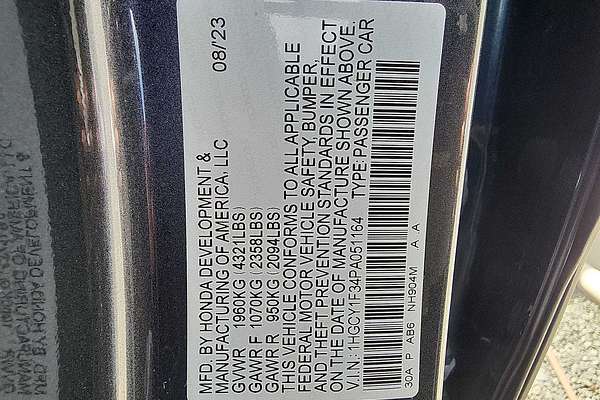 MFD. BY HONDA DEVELOPMENT & 08/23
MANUFACTURING OF AMERICA, LLC
GVWR 1960KG (4321LBS)
GAWR F 1070KG (2358LBS)
GAWR R 950KG (2094LBS)
THIS VEHICLE CONFORMS TO ALL APPLICABLE
FEDERAL MOTOR VEHICLE SAFETY, BUMPER,
AND THEFT PREVENTION STANDARDS IN EFFECT
ON THE DATE OF MANUFACTURE SHOWN ABOVE.
V.I.N.: 1HGCY1F34PA051164 TYPE: PASSENGER CAR
30A P AB6 NH904M A .A